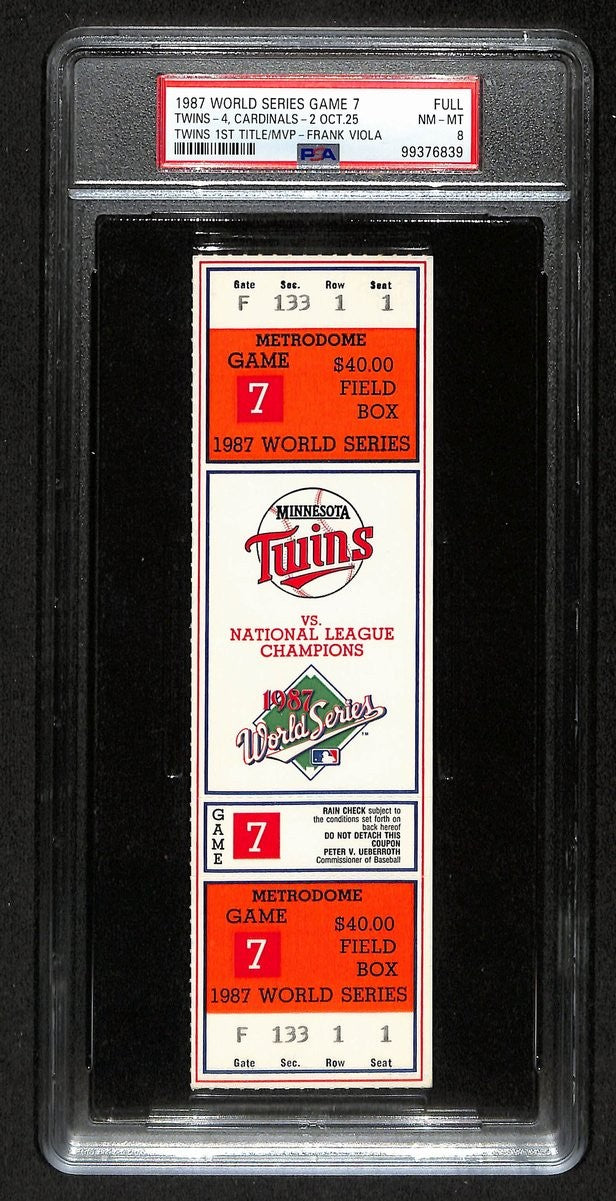 1987 WORLD SERIES GAME 7 FULL
TWINS-4, CARDINALS-2 OCT.25 NM-MT
TWINS 1ST TITLE/MVP-FRANK VIOLA 8
PSA 99376839
Gate Sec. Row Seat
F 133 1 1
METRODOME
GAME $40.00
7 FIELD
BOX
1987 WORLD SERIES
MINNESOTA
Twins
VS.
NATIONAL LEAGUE
CHAMPIONS
1987
World Series
TM
GAME
7
RAIN CHECK subject to
the conditions set forth on
back hereof
DO NOT DETACH THIS
COUPON
PETER V. UEBERROTH
Commissioner of Baseball
METRODOME
GAME $40.00
7 FIELD
BOX
1987 WORLD SERIES
F 133 1 1
Gate Sec. Row Seat